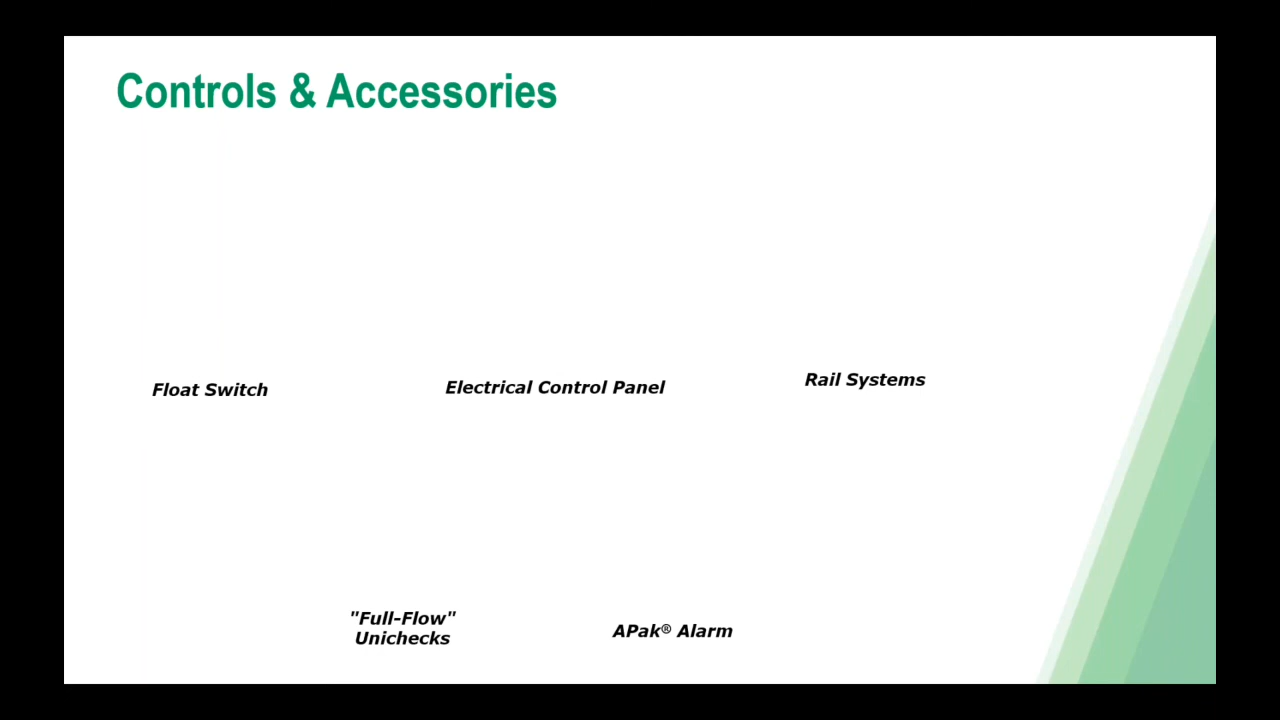 Controls & Accessories
Float Switch
Electrical Control Panel
Rail Systems
"Full-Flow"
Unichecks
APak® Alarm